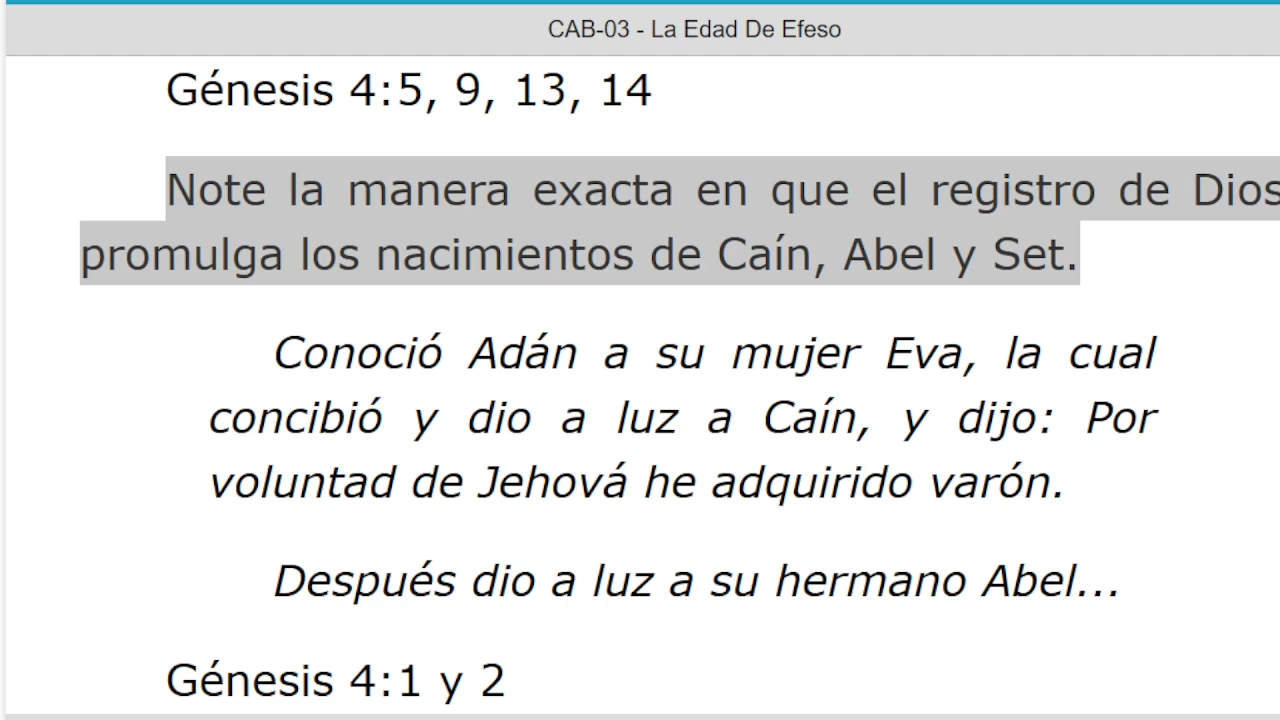 CAB-03 - La Edad De Efeso
Génesis 4:5, 9, 13, 14
Note la manera exacta en que el registro de Dios
promulga los nacimientos de Caín, Abel y Set.
Conoció Adán a su mujer Eva, la cual
concibió y dio a luz a Caín, y dijo: Por
voluntad de Jehová he adquirido varón.
Después dio a luz a su hermano Abel...
Génesis 4:1 y 2